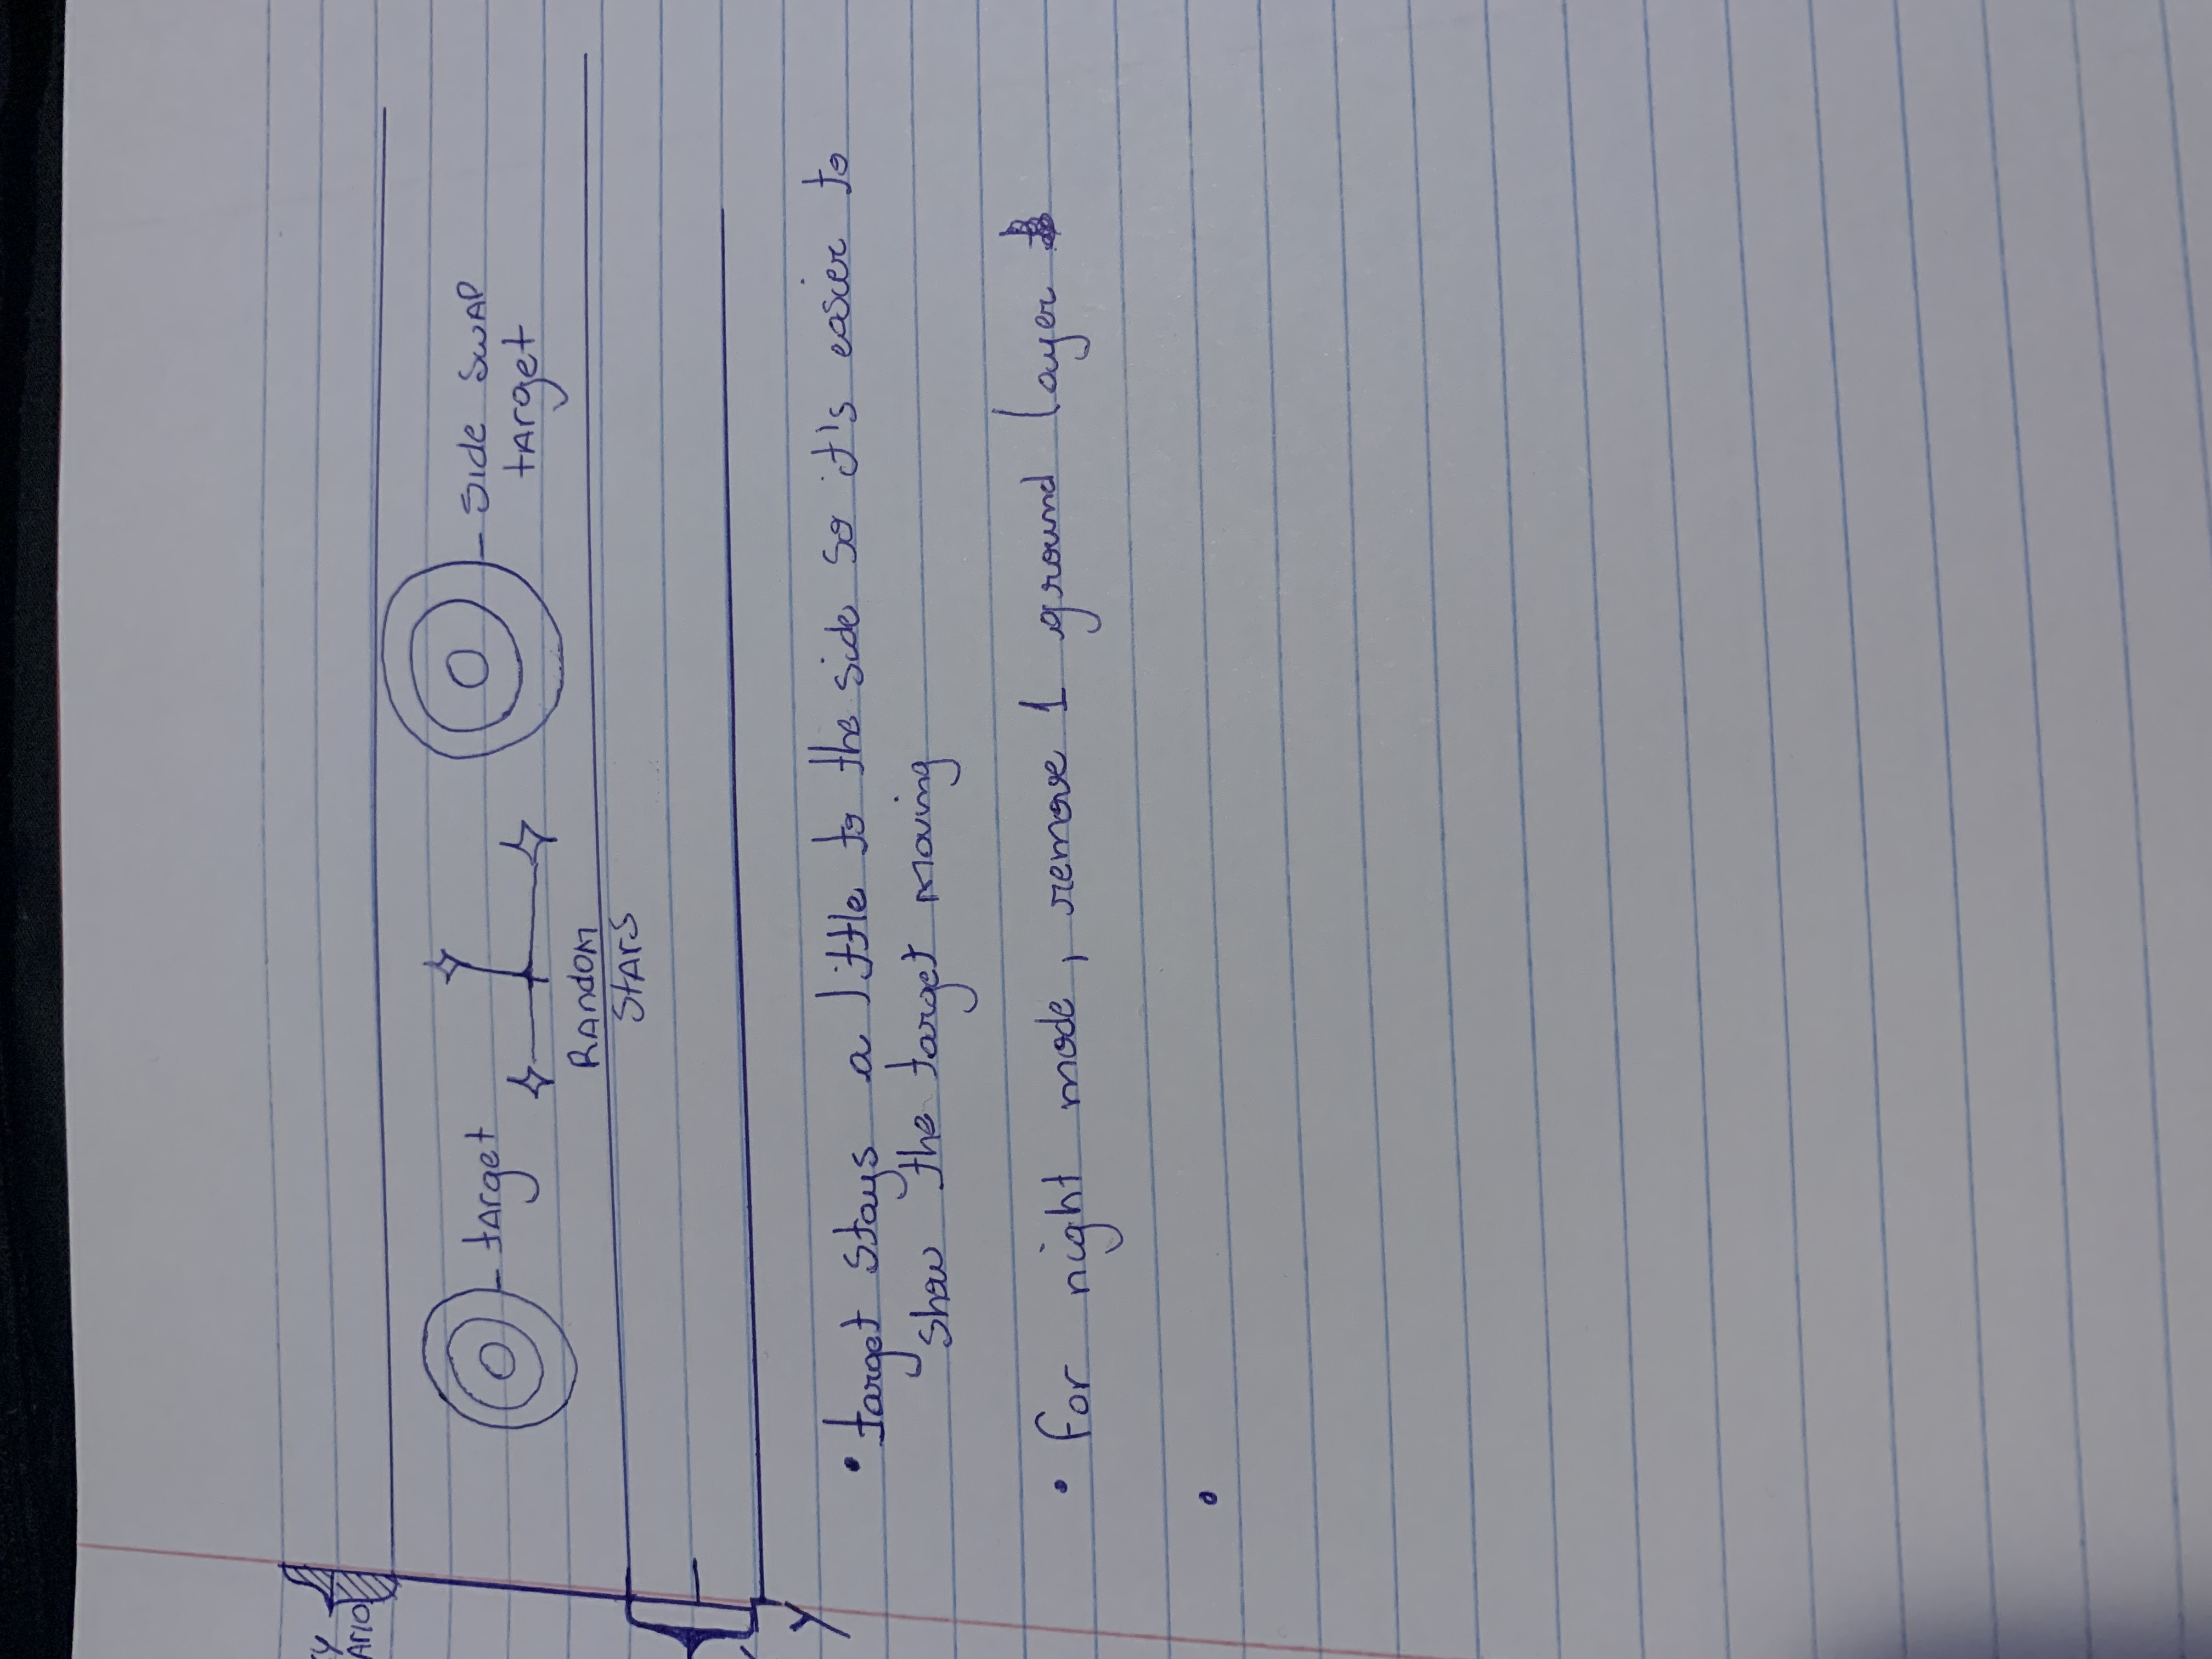 Y
Ario
target
Side SwAP
target
RAndom
StArS
Y
• target stays a little to the side so it's easier to
show the target moving
• for night mode, remove 1 ground layer
•